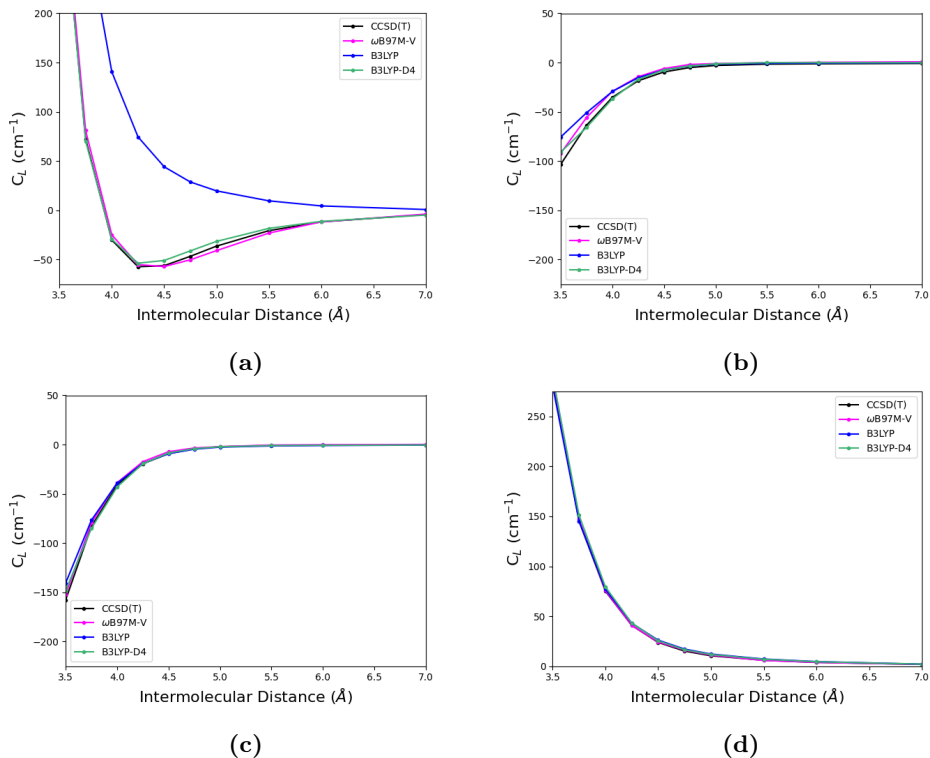 200
150
100
50
0
−50
C_L (cm⁻¹)
3.5 4.0 4.5 5.0 5.5 6.0 6.5 7.0
Intermolecular Distance (Å)
CCSD(T)
ωB97M-V
B3LYP
B3LYP-D4
(a)
50
0
−50
−100
−150
−200
C_L (cm⁻¹)
3.5 4.0 4.5 5.0 5.5 6.0 6.5 7.0
Intermolecular Distance (Å)
CCSD(T)
ωB97M-V
B3LYP
B3LYP-D4
(b)
50
0
−50
−100
−150
−200
C_L (cm⁻¹)
3.5 4.0 4.5 5.0 5.5 6.0 6.5 7.0
Intermolecular Distance (Å)
CCSD(T)
ωB97M-V
B3LYP
B3LYP-D4
(c)
250
200
150
100
50
0
C_L (cm⁻¹)
3.5 4.0 4.5 5.0 5.5 6.0 6.5 7.0
Intermolecular Distance (Å)
CCSD(T)
ωB97M-V
B3LYP
B3LYP-D4
(d)